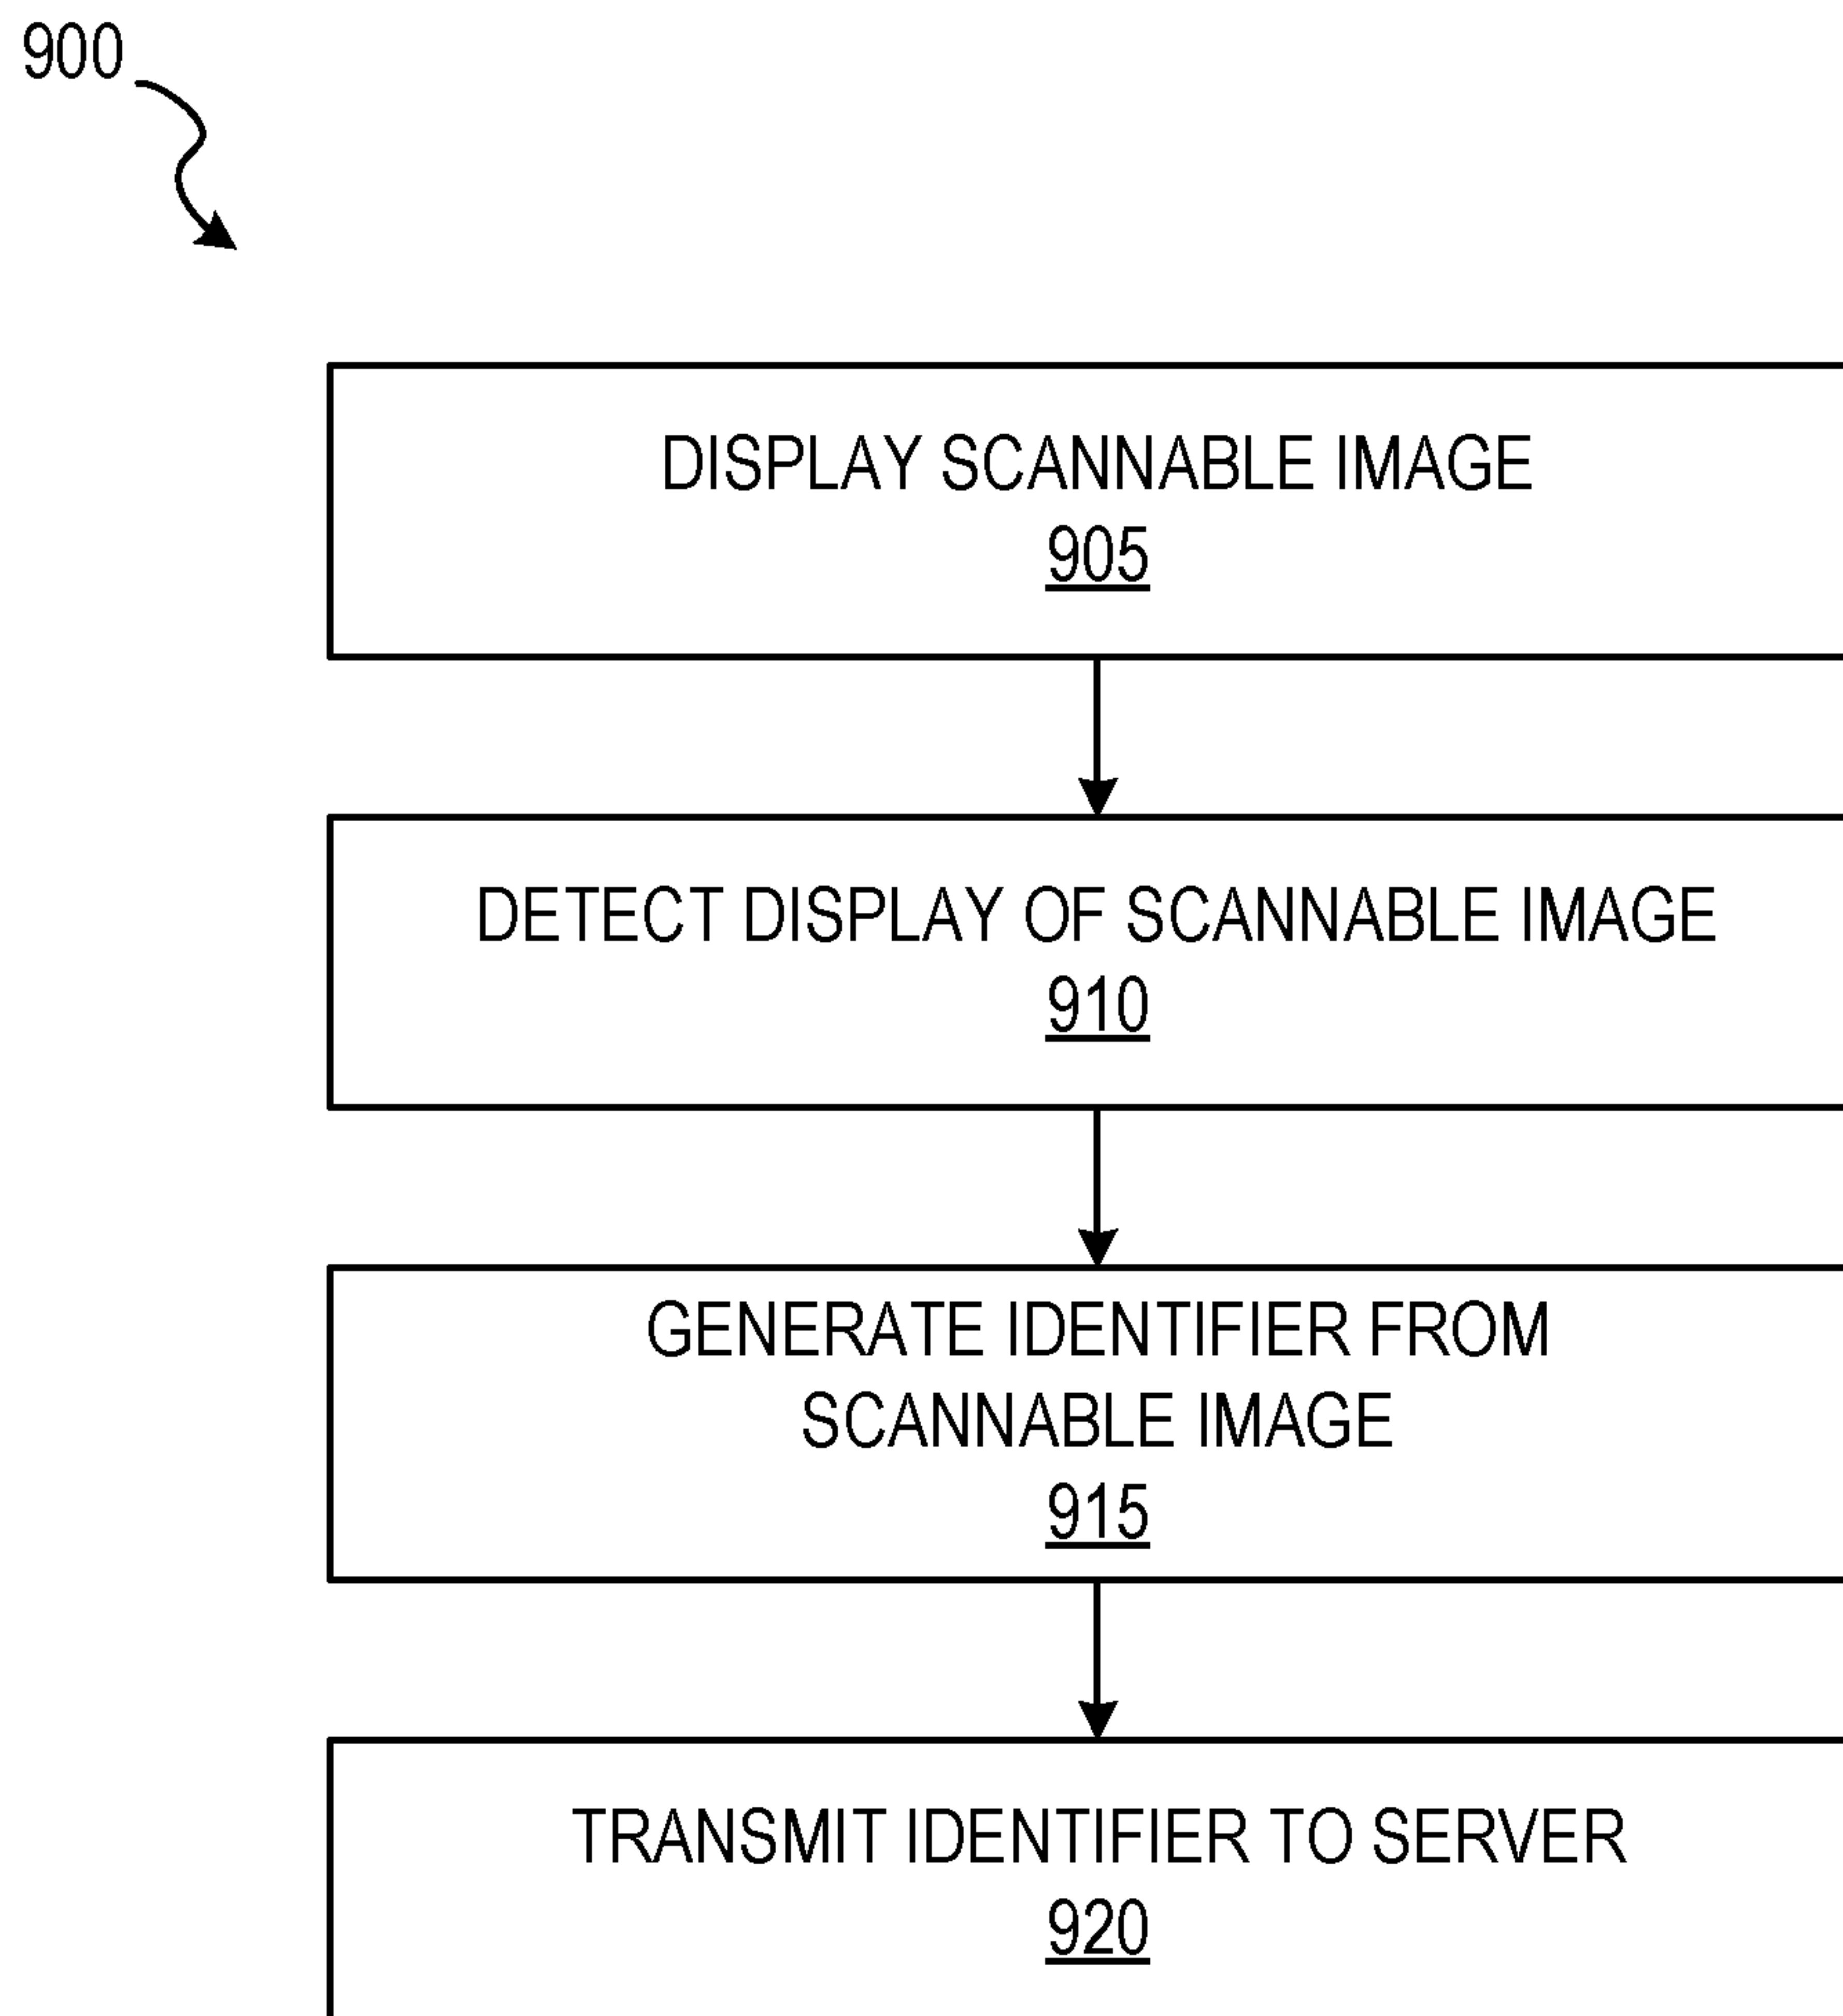 900
DISPLAY SCANNABLE IMAGE
905
DETECT DISPLAY OF SCANNABLE IMAGE
910
GENERATE IDENTIFIER FROM
SCANNABLE IMAGE
915
TRANSMIT IDENTIFIER TO SERVER
920